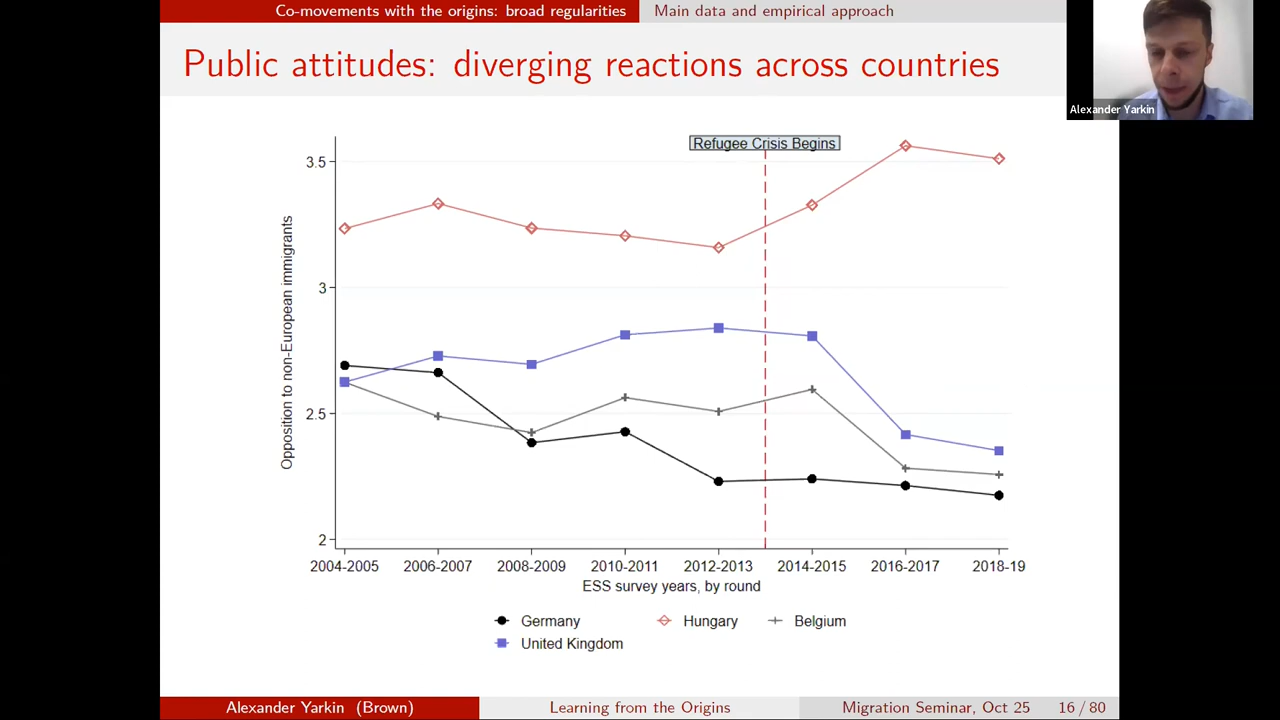 Co-movements with the origins: broad regularities
Main data and empirical approach
Public attitudes: diverging reactions across countries
Alexander Yarkin
Refugee Crisis Begins
3.5
3
2.5
2
Opposition to non-European immigrants
2004-2005 2006-2007 2008-2009 2010-2011 2012-2013 2014-2015 2016-2017 2018-19
ESS survey years, by round
Germany Hungary Belgium
United Kingdom
Alexander Yarkin (Brown)
Learning from the Origins
Migration Seminar, Oct 25
16 / 80